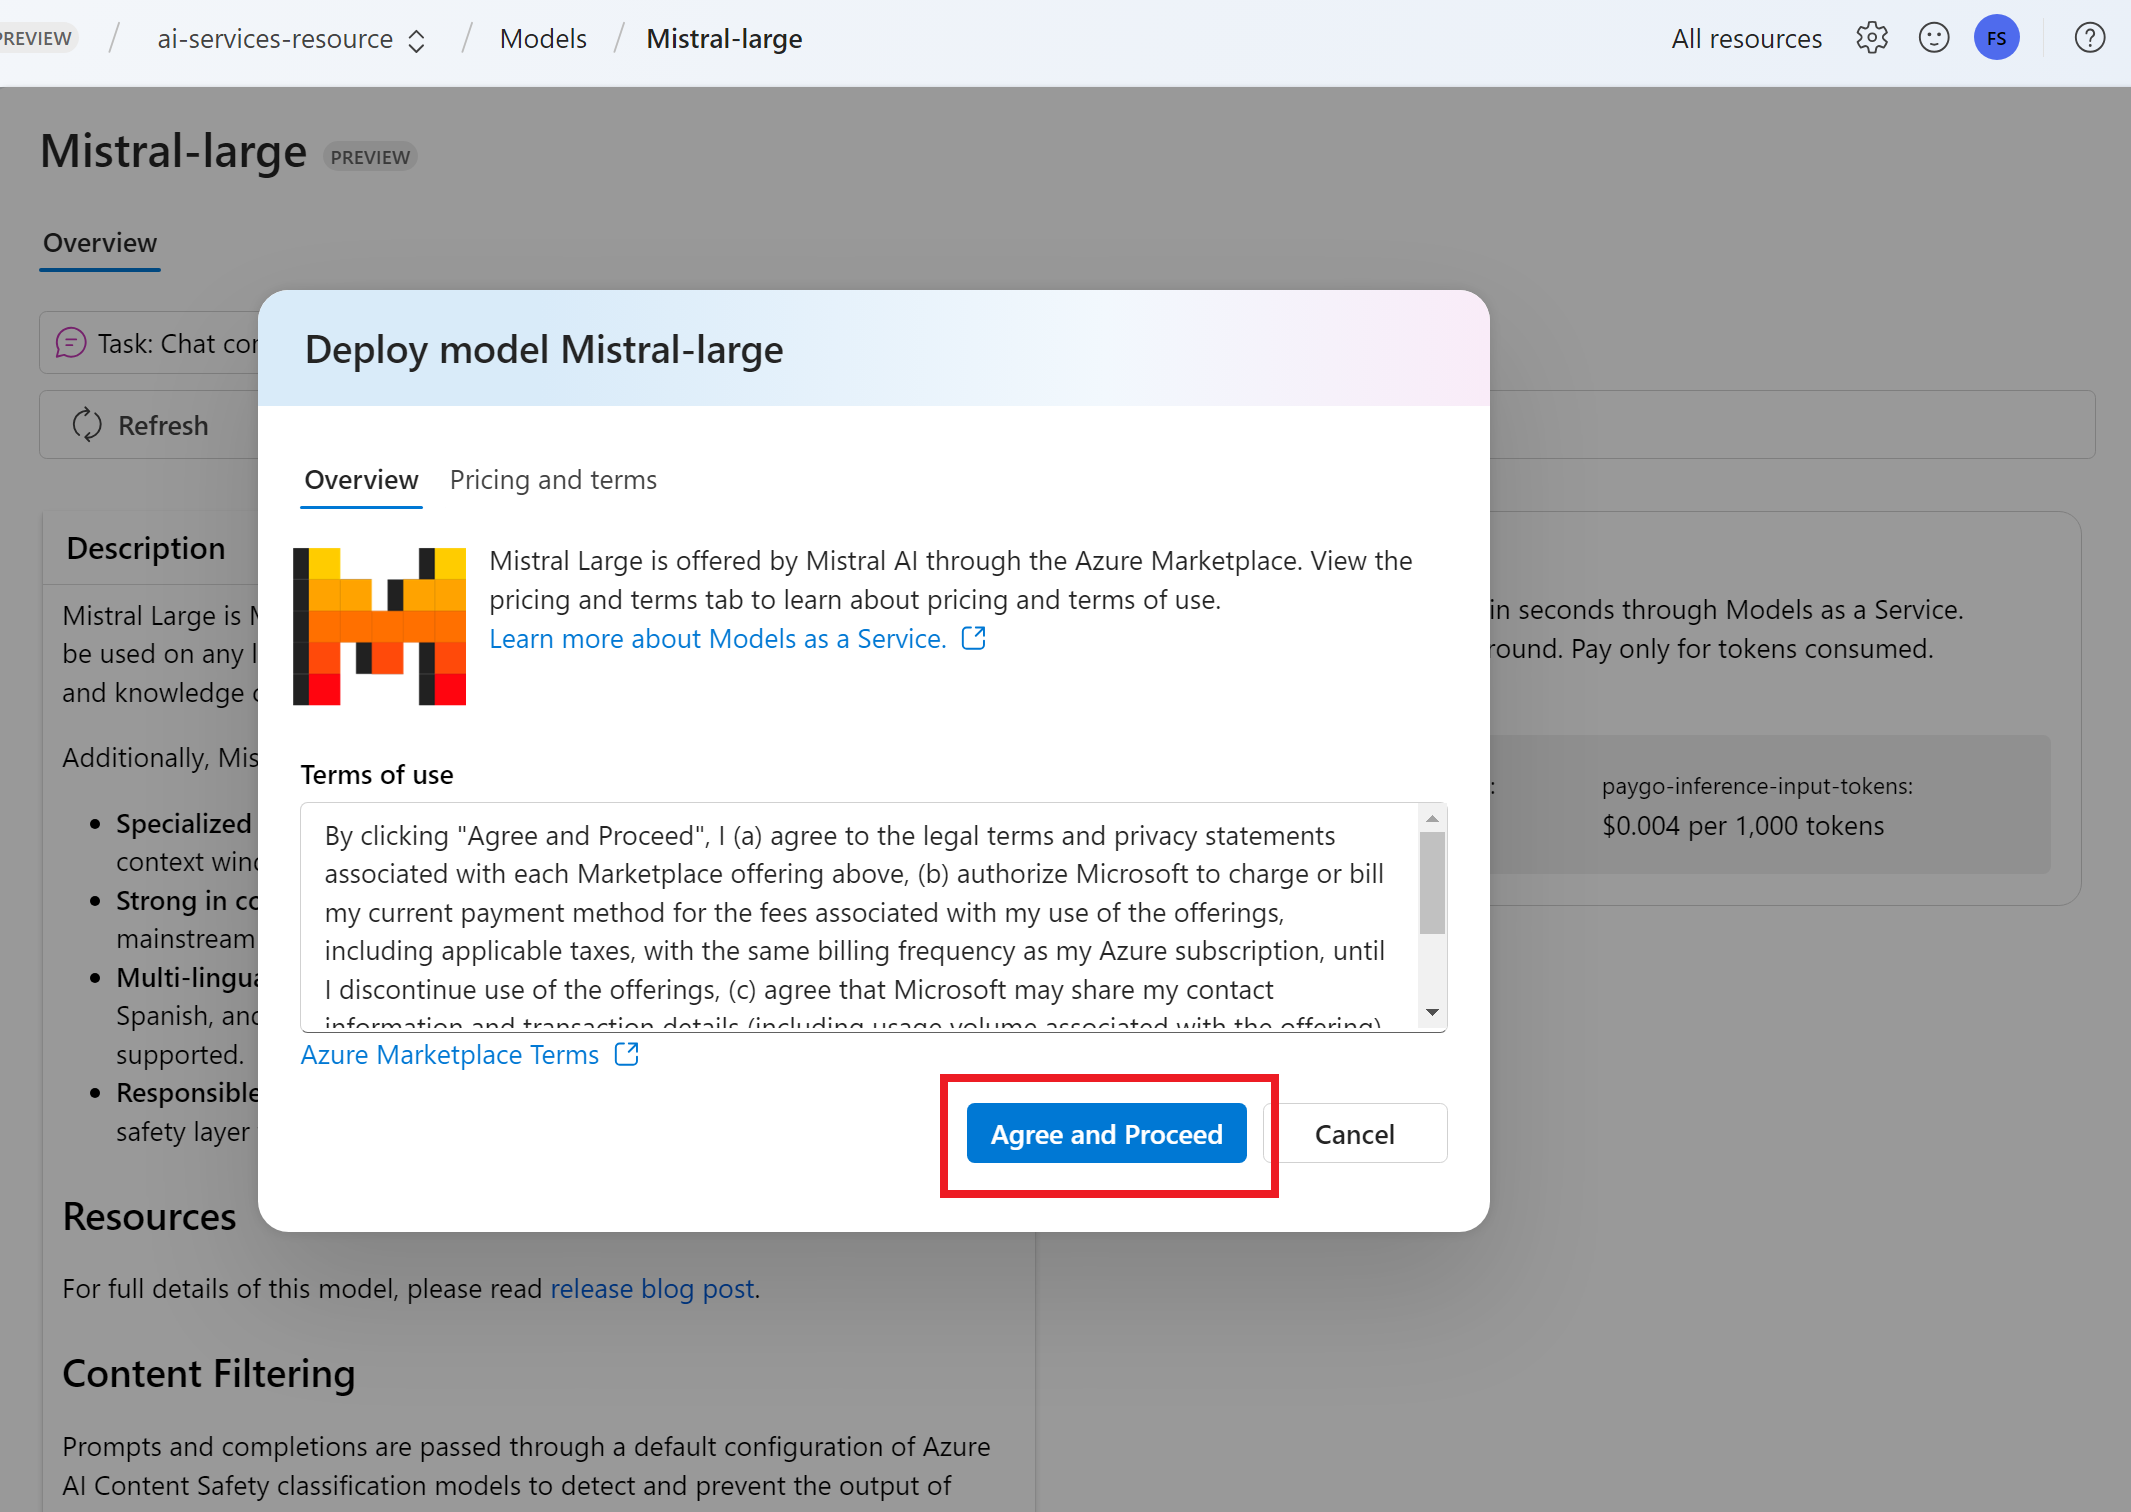 PREVIEW / ai-services-resource / Models / Mistral-large
All resources FS ?
Mistral-large PREVIEW
Overview
Task: Chat
Refresh
Description
Mistral Large is
be used on any
and knowledge
Additionally,
Specialized
context
Strong in
mainstream
Spanish,
supported.
Responsible
safety layer
Resources
For full details of this model, please read release blog post.
Content Filtering
Prompts and completions are passed through a default configuration of Azure
AI Content Safety classification models to detect and prevent the output of
in seconds through Models as a Service.
Pay only for tokens consumed.
paygo-inference-input-tokens:
$0.004 per 1,000 tokens
Deploy model Mistral-large
Overview Pricing and terms
Mistral Large is offered by Mistral AI through the Azure Marketplace. View the
pricing and terms tab to learn about pricing and terms of use.
Learn more about Models as a Service.
Terms of use
By clicking "Agree and Proceed", I (a) agree to the legal terms and privacy statements
associated with each Marketplace offering above, (b) authorize Microsoft to charge or bill
my current payment method for the fees associated with my use of the offerings,
including applicable taxes, with the same billing frequency as my Azure subscription, until
I discontinue use of the offerings, (c) agree that Microsoft may share my contact
information and transaction details (including usage volume associated with the offering)
Azure Marketplace Terms
Agree and Proceed Cancel